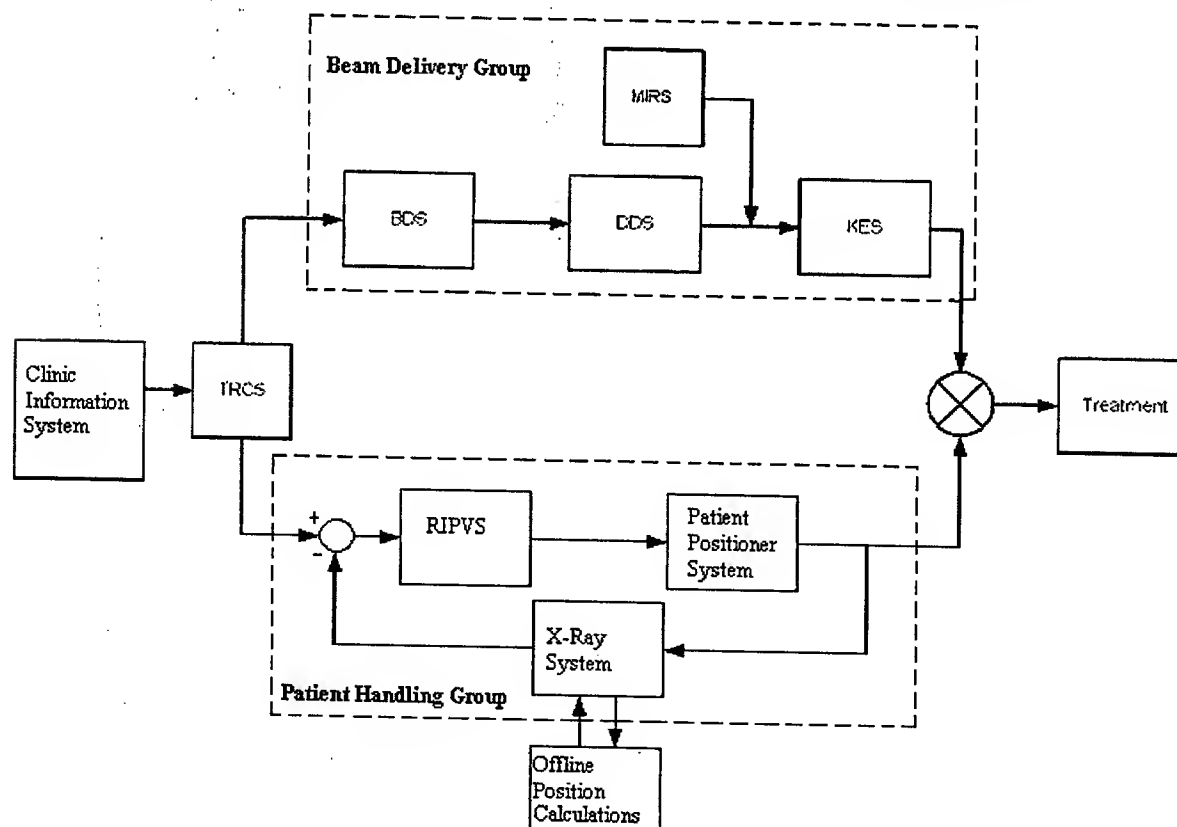 Beam Delivery Group
MIRS
BDS
DDS
KES
Clinic
Information
System
TRCS
Treatment
+
−
RIPVS
Patient
Positioner
System
X-Ray
System
Patient Handling Group
Offline
Position
Calculations